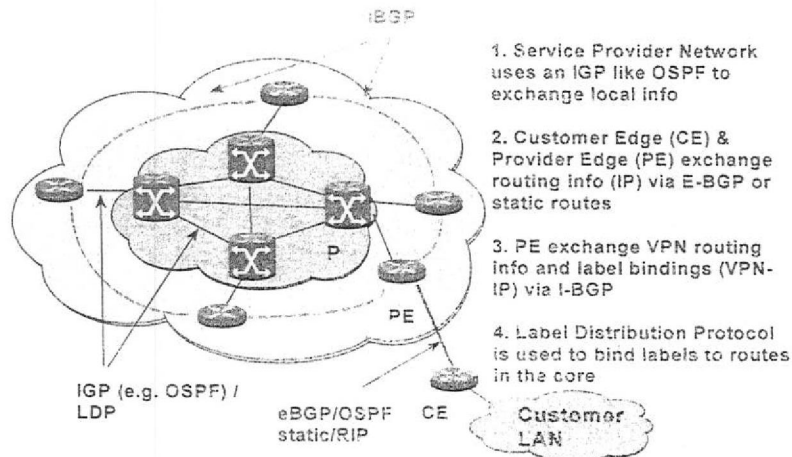 iBGP
1. Service Provider Network
uses an IGP like OSPF to
exchange local info
2. Customer Edge (CE) &
Provider Edge (PE) exchange
routing info (IP) via E-BGP or
static routes
3. PE exchange VPN routing
info and label bindings (VPN-
IP) via I-BGP
4. Label Distribution Protocol
is used to bind labels to routes
in the core
P
PE
IGP (e.g. OSPF) /
LDP
eBGP/OSPF
static/RIP
CE
Customer
LAN